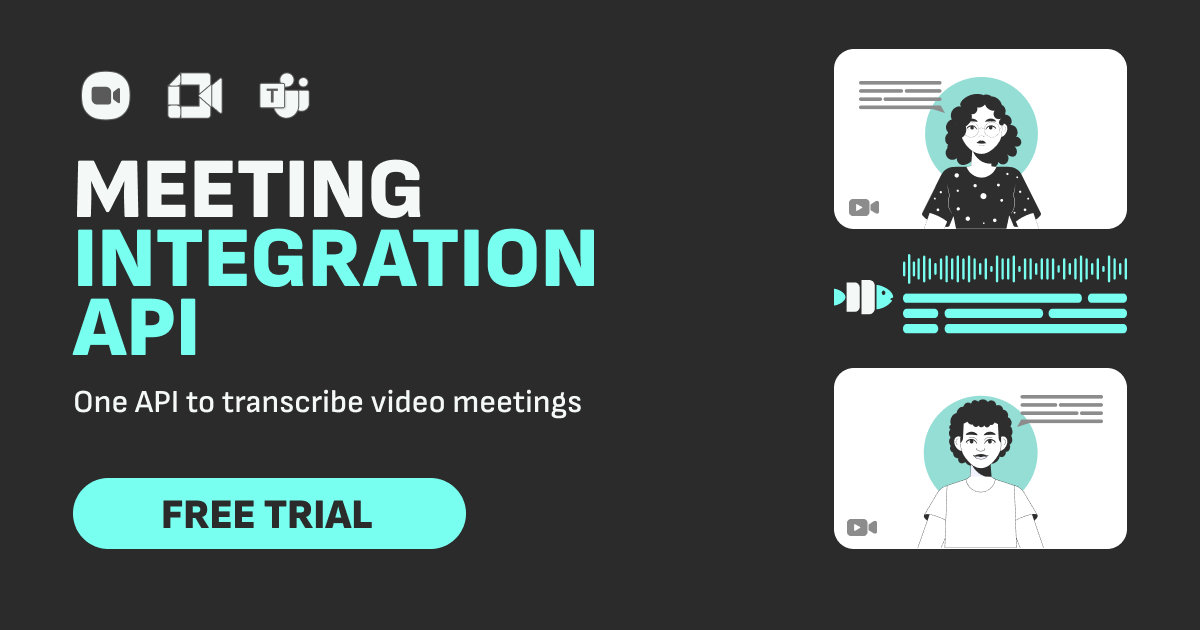 T
MEETING
INTEGRATION
API
One API to transcribe video meetings
FREE TRIAL